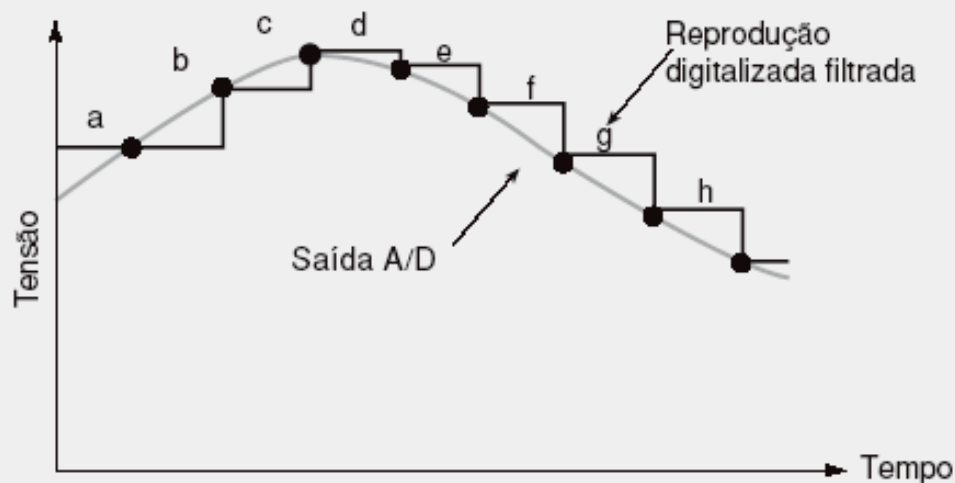 a
b
c
d
e
f
g
h
Reprodução
digitalizada filtrada
Saída A/D
Tensão
Tempo